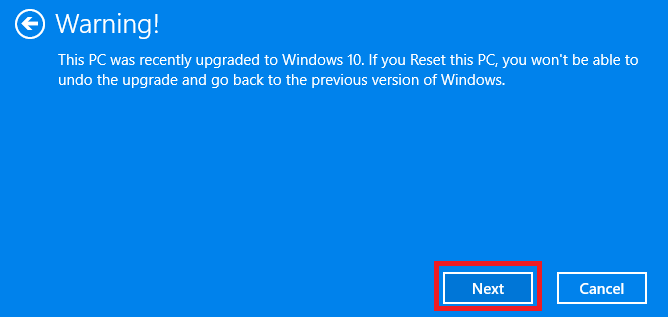 Warning!
This PC was recently upgraded to Windows 10. If you Reset this PC, you won't be able to
undo the upgrade and go back to the previous version of Windows.
Next
Cancel